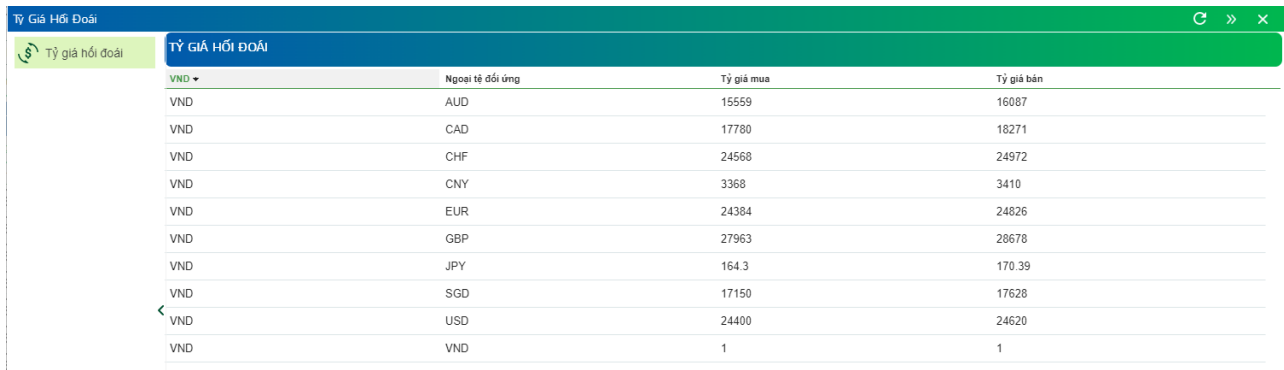 Tỷ Giá Hối Đoái
Tỷ giá hối đoái
TỶ GIÁ HỐI ĐOÁI
VND Ngoại tệ đối ứng Tỷ giá mua Tỷ giá bán
VND AUD 15559 16087
VND CAD 17780 18271
VND CHF 24568 24972
VND CNY 3368 3410
VND EUR 24384 24826
VND GBP 27963 28678
VND JPY 164.3 170.39
VND SGD 17150 17628
VND USD 24400 24620
VND VND 1 1